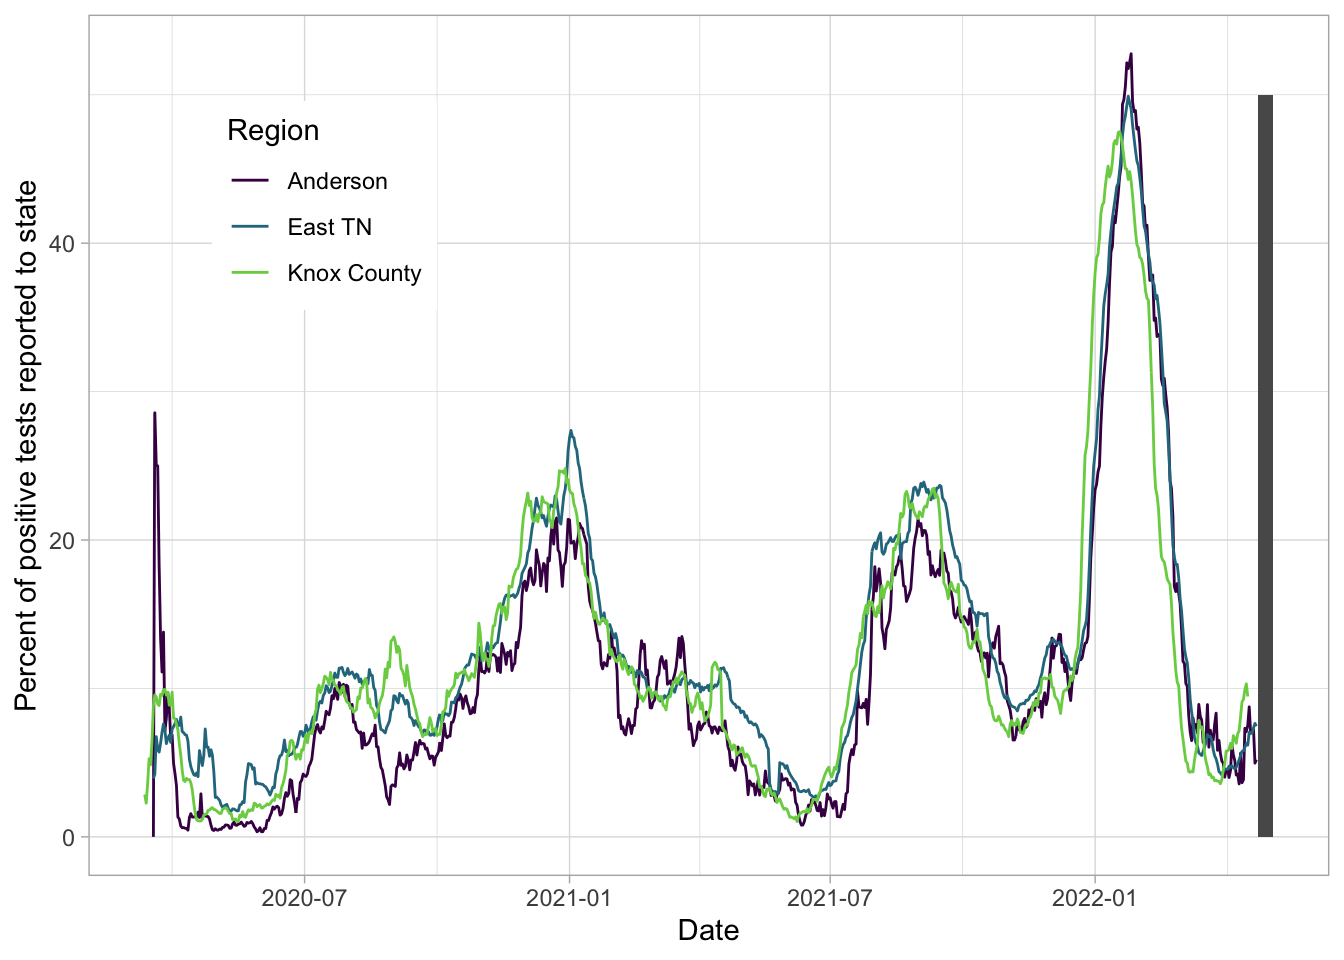 Region
Anderson
East TN
Knox County
Percent of positive tests reported to state
40
20
0
2020-07
2021-01
2021-07
2022-01
Date